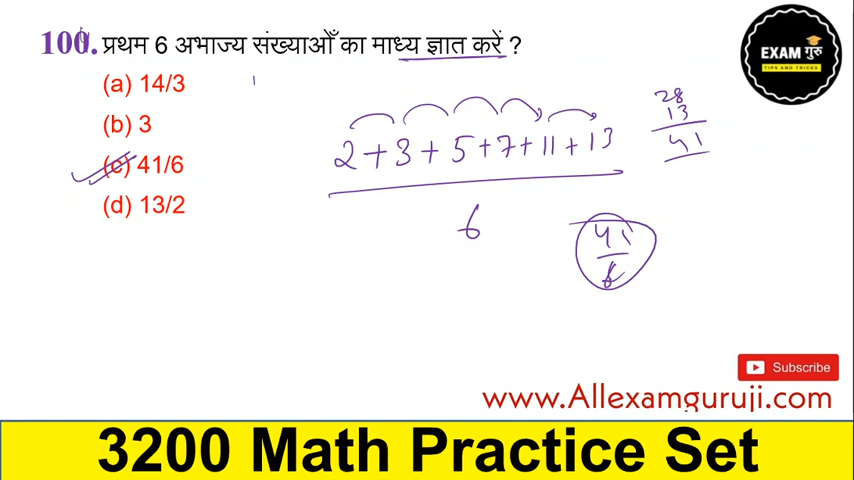 100. प्रथम 6 अभाज्य संख्याओँ का माध्य ज्ञात करें ?
(a) 14/3
(b) 3
(c) 41/6
(d) 13/2
2+3+5+7+11+13
6
28
13
41
41
6
EXAM गुरु
TIPS AND TRICKS
Subscribe
www.Allexamguruji.com
3200 Math Practice Set